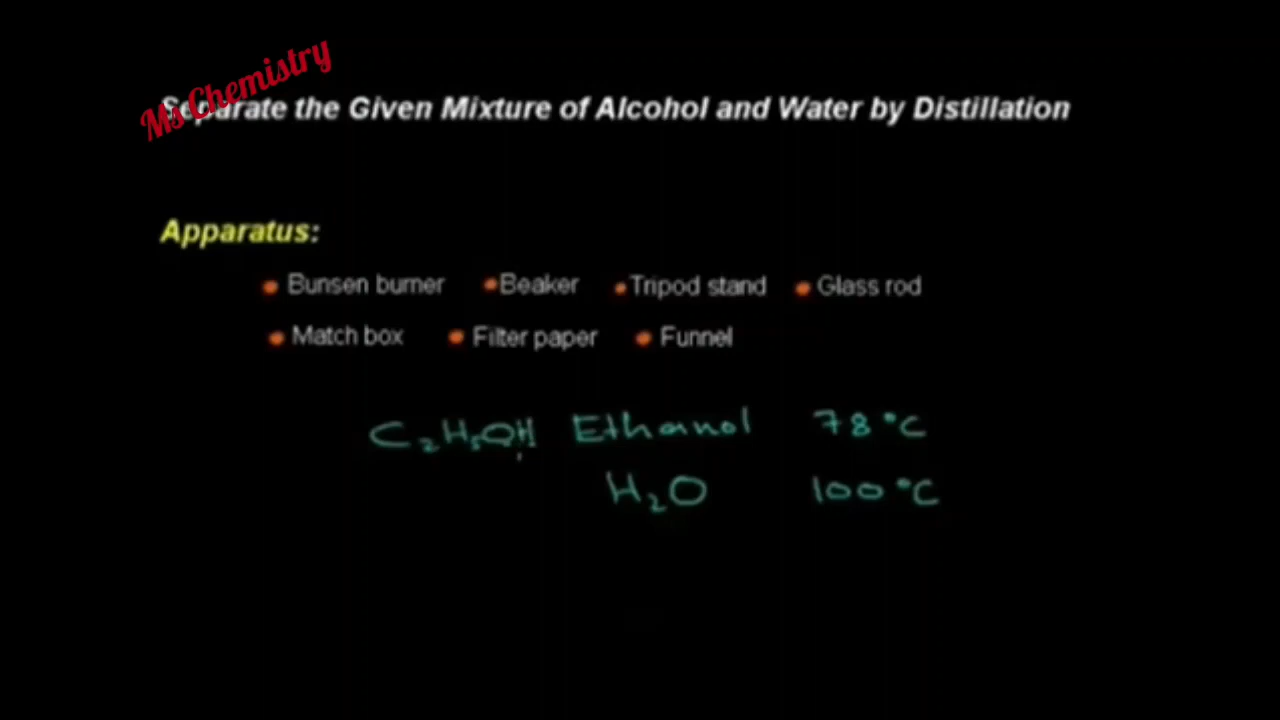 Ms Chemistry
Separate the Given Mixture of Alcohol and Water by Distillation
Apparatus:
• Bunsen burner • Beaker • Tripod stand • Glass rod
• Match box • Filter paper • Funnel
C₂H₅OH Ethanol 78 °C
H₂O 100 °C